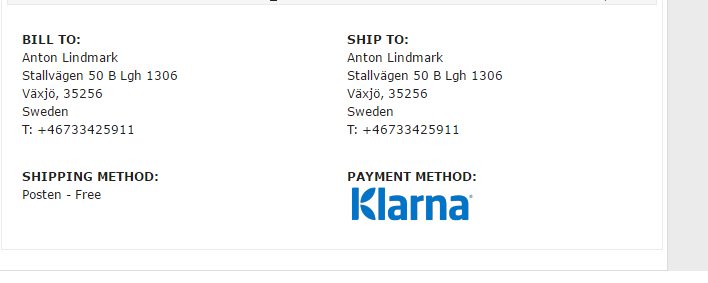 BILL TO:
Anton Lindmark
Stallvägen 50 B Lgh 1306
Växjö, 35256
Sweden
T: +46733425911
SHIP TO:
Anton Lindmark
Stallvägen 50 B Lgh 1306
Växjö, 35256
Sweden
T: +46733425911
SHIPPING METHOD:
Posten - Free
PAYMENT METHOD:
Klarna